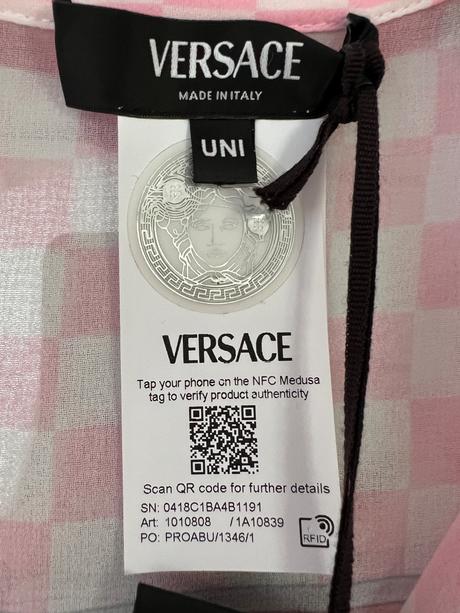 VERSACE
MADE IN ITALY
UNI
VERSACE
Tap your phone on the NFC Medusa
tag to verify product authenticity
Scan QR code for further details
SN: 0418C1BA4B1191
Art: 1010808 /1A10839
PO: PROABU/1346/1
RFID